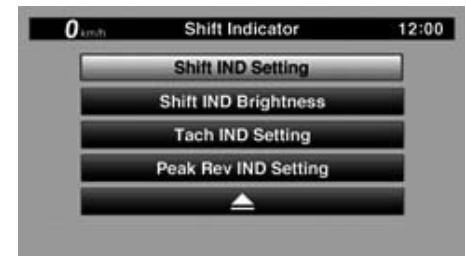 0 km/h Shift Indicator 12:00
Shift IND Setting
Shift IND Brightness
Tach IND Setting
Peak Rev IND Setting